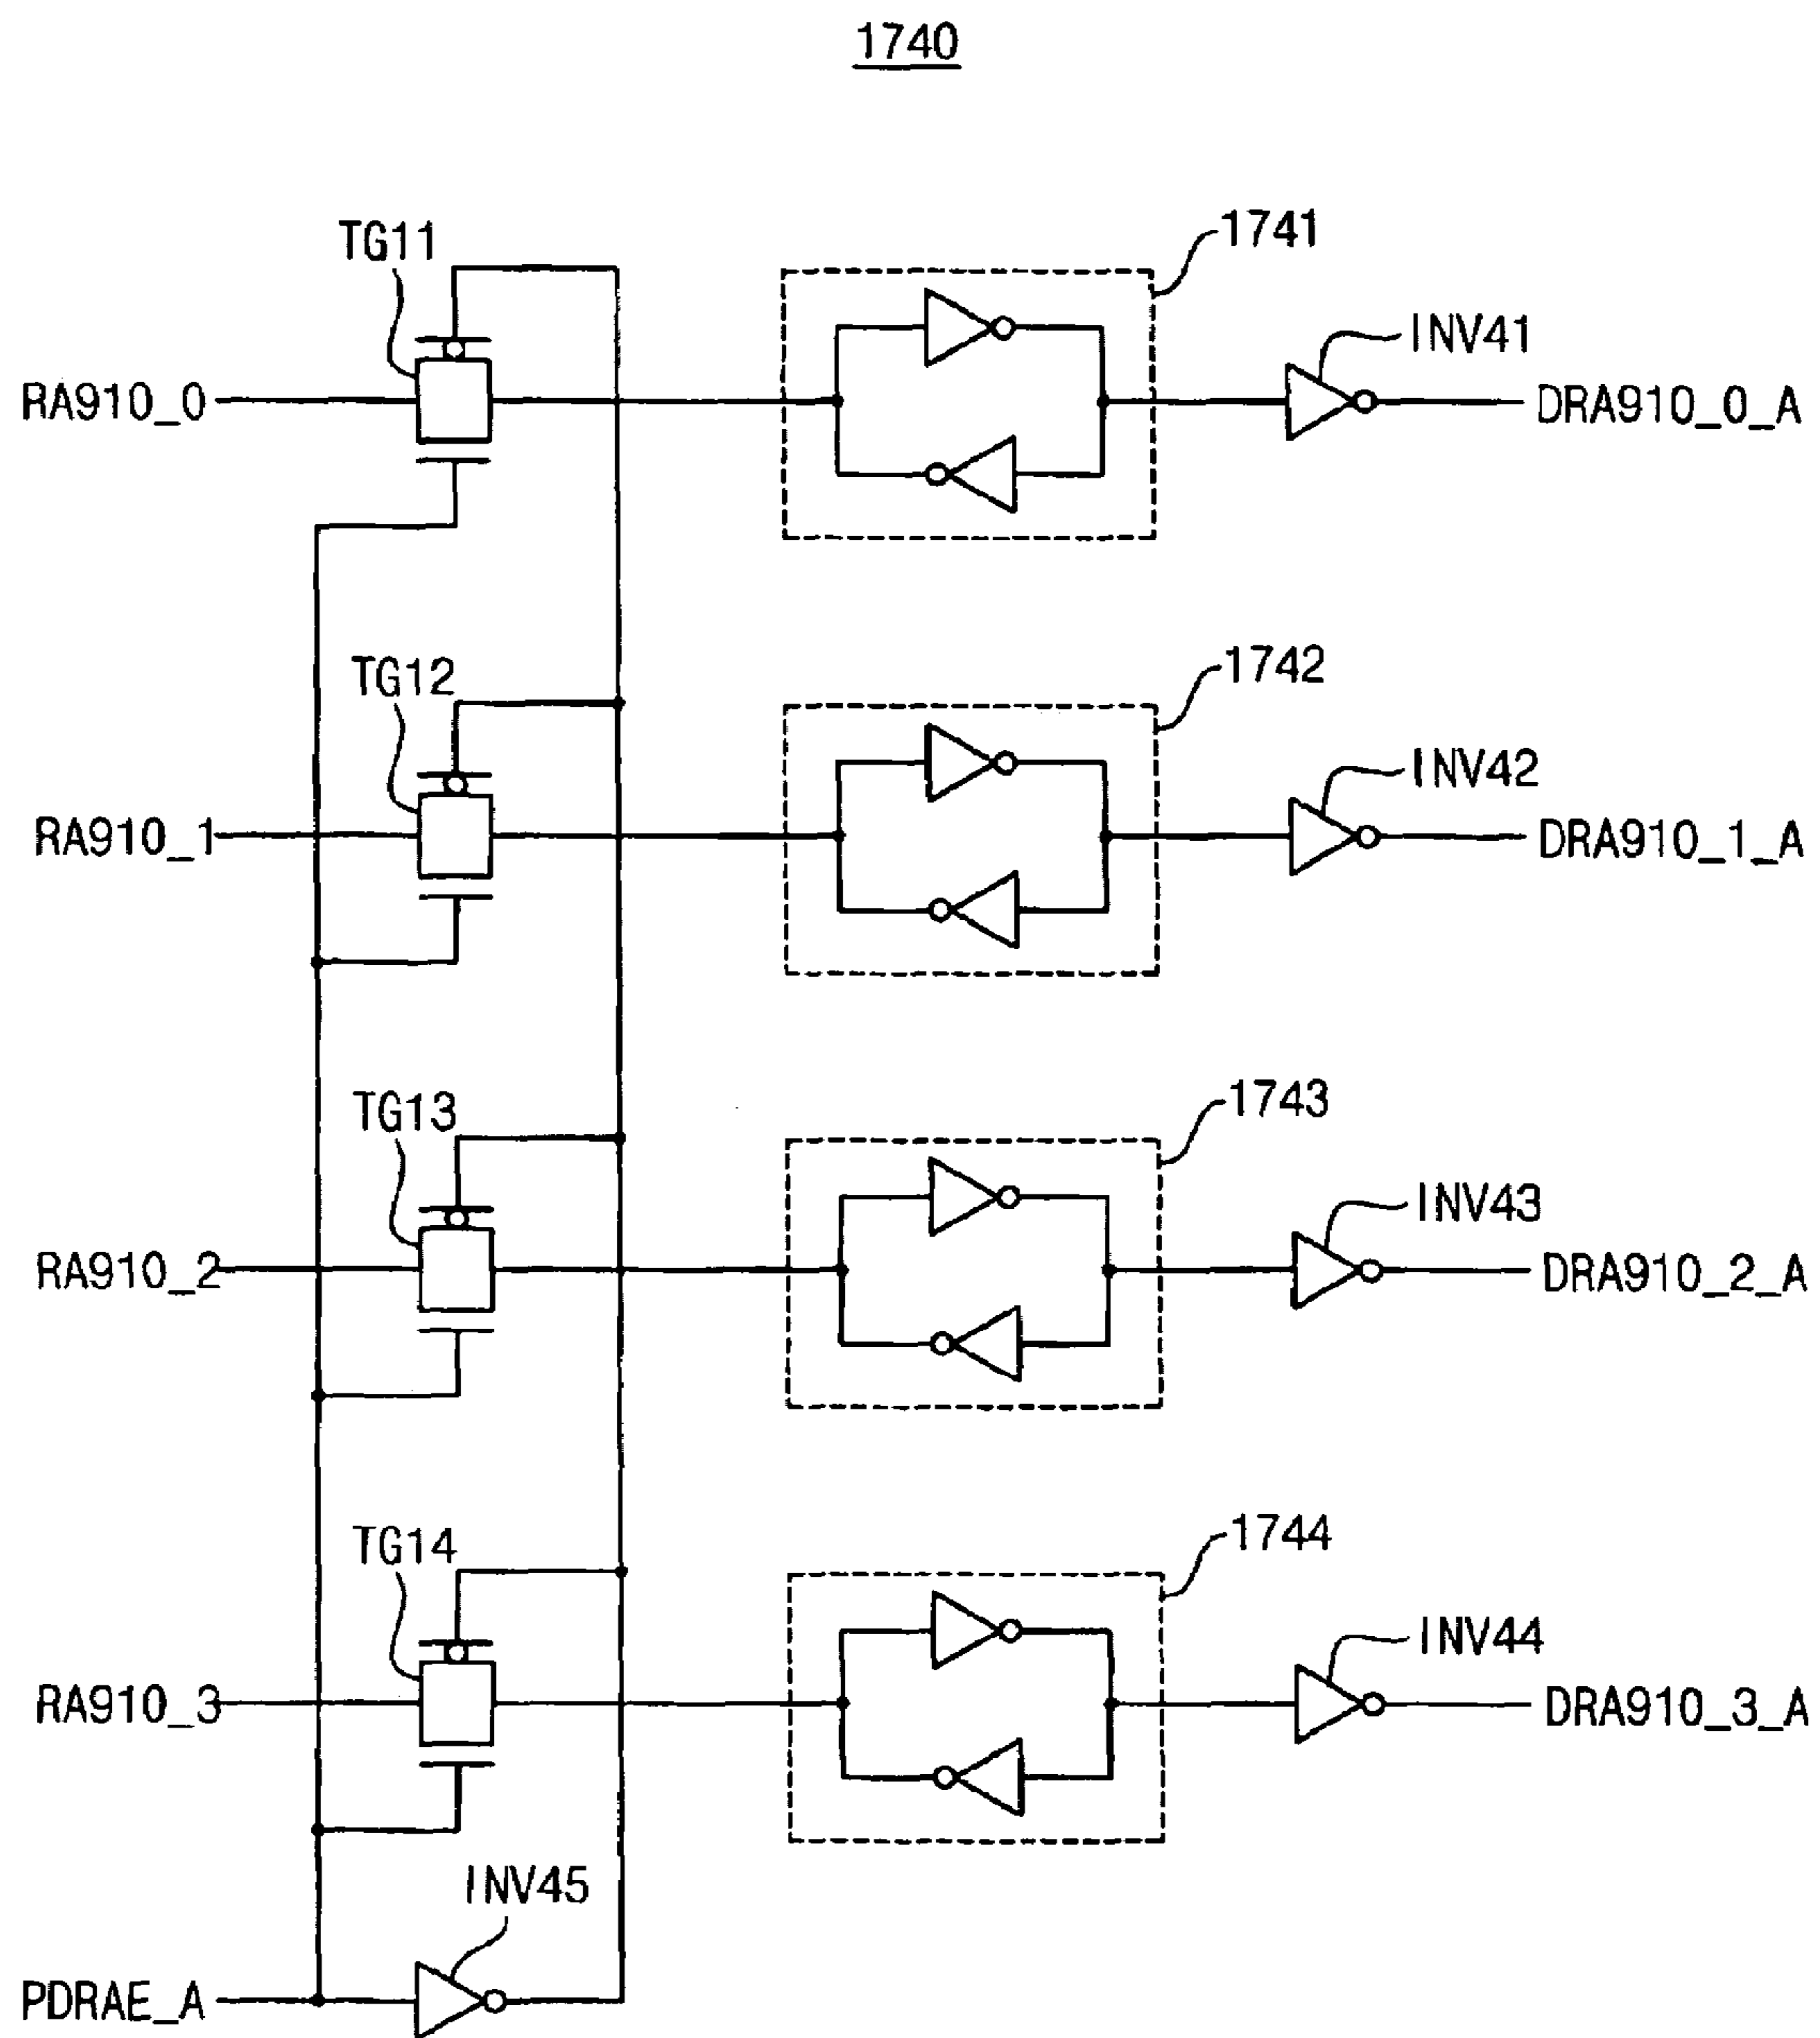 1740
TG11
1741
INV41
RA910_0
DRA910_0_A
TG12
1742
INV42
RA910_1
DRA910_1_A
TG13
1743
INV43
RA910_2
DRA910_2_A
TG14
1744
INV44
RA910_3
DRA910_3_A
INV45
PDRAE_A